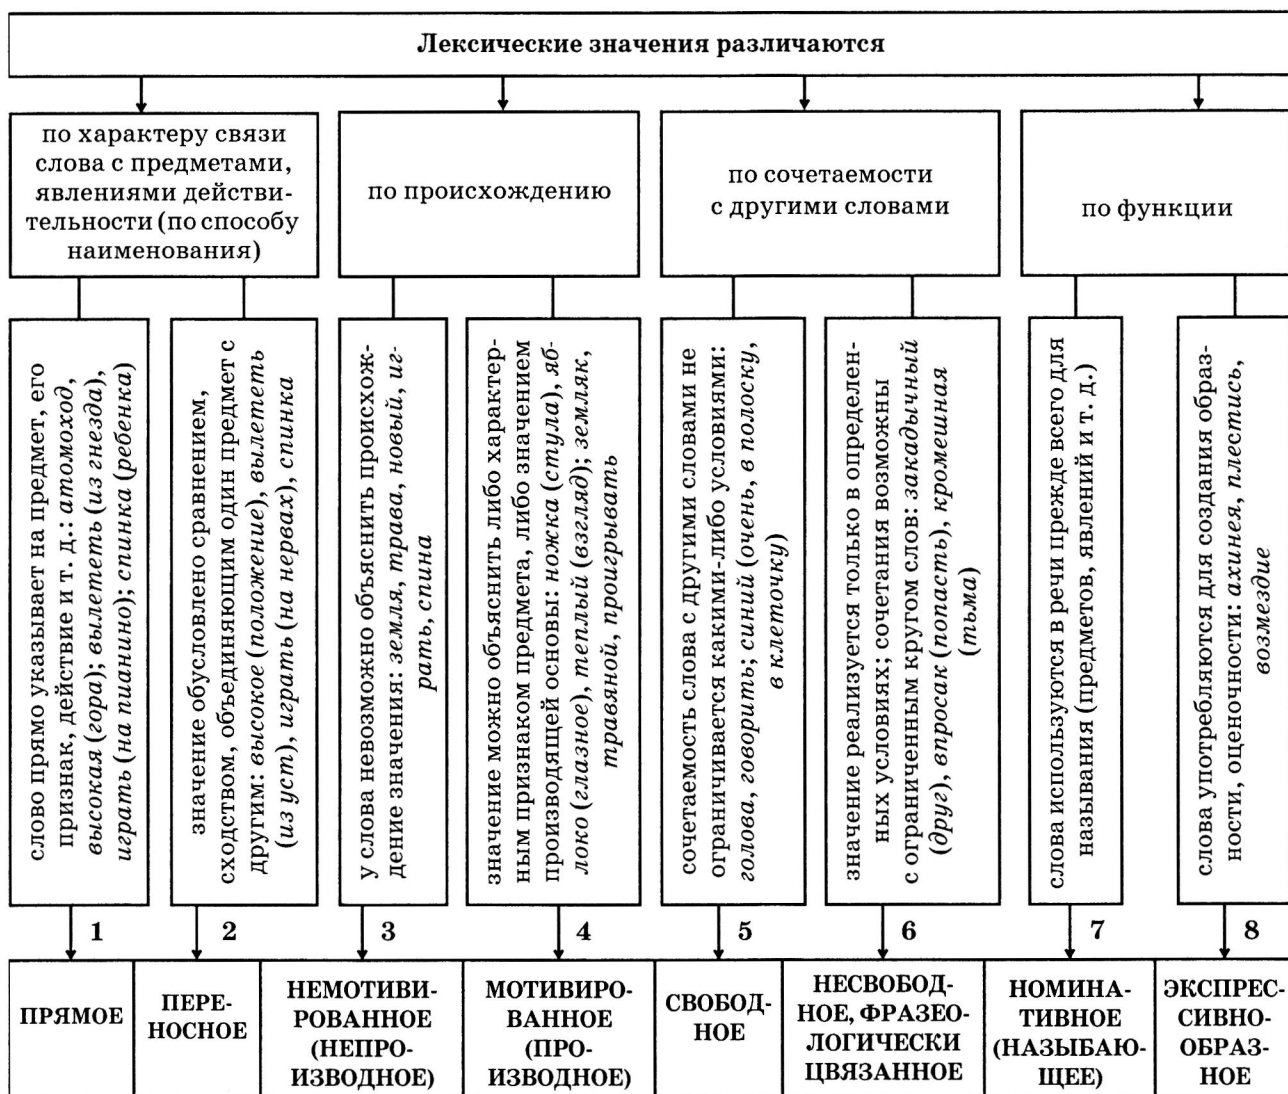 Лексические значения различаются
по характеру связи
слова с предметами,
явлениями действи-
тельности (по способу
наименования)
по происхождению
по сочетаемости
с другими словами
по функции
слово прямо указывает на предмет, его
признак, действие и т. д.: атомоход,
высокая (гора); вылететь (из гнезда),
играть (на пианино); спинка (ребенка)
значение обусловлено сравнением,
сходством, объединяющим один предмет с
другим: высокое (положение), вылететь
(из уст), играть (на нервах), спинка
у слова невозможно объяснить происхож-
дение значения: земля, трава, новый, иг-
рать, спина
значение можно объяснить либо характер-
ным признаком предмета, либо значением
производящей основы: ножка (стула), яб-
локо (глазное), теплый (взгляд); земляк,
травяной, проигрывать
сочетаемость слова с другими словами не
ограничивается какими-либо условиями:
голова, говорить; синий (очень, в полоску,
в клеточку)
значение реализуется только в определен-
ных условиях; сочетания возможны
с ограниченным кругом слов: закадычный
(друг), впросак (попасть), кромешная
(тьма)
слова используются в речи прежде всего для
называния (предметов, явлений и т. д.)
слова употребляются для создания образ-
ности, оценочности: ахинея, плестись,
возмездие
1
2
3
4
5
6
7
8
ПРЯМОЕ
ПЕРЕ-
НОСНОЕ
НЕМОТИВИ-
РОВАННОЕ
(НЕПРО-
ИЗВОДНОЕ)
МОТИВИРО-
ВАННОЕ
(ПРО-
ИЗВОДНОЕ)
СВОБОД-
НОЕ
НЕСВОБОД-
НОЕ, ФРАЗЕО-
ЛОГИЧЕСКИ
ЦВЯЗАННОЕ
НОМИНА-
ТИВНОЕ
(НАЗЫБАЮ-
ЩЕЕ)
ЭКСПРЕС-
СИВНО-
ОБРАЗ-
НОЕ